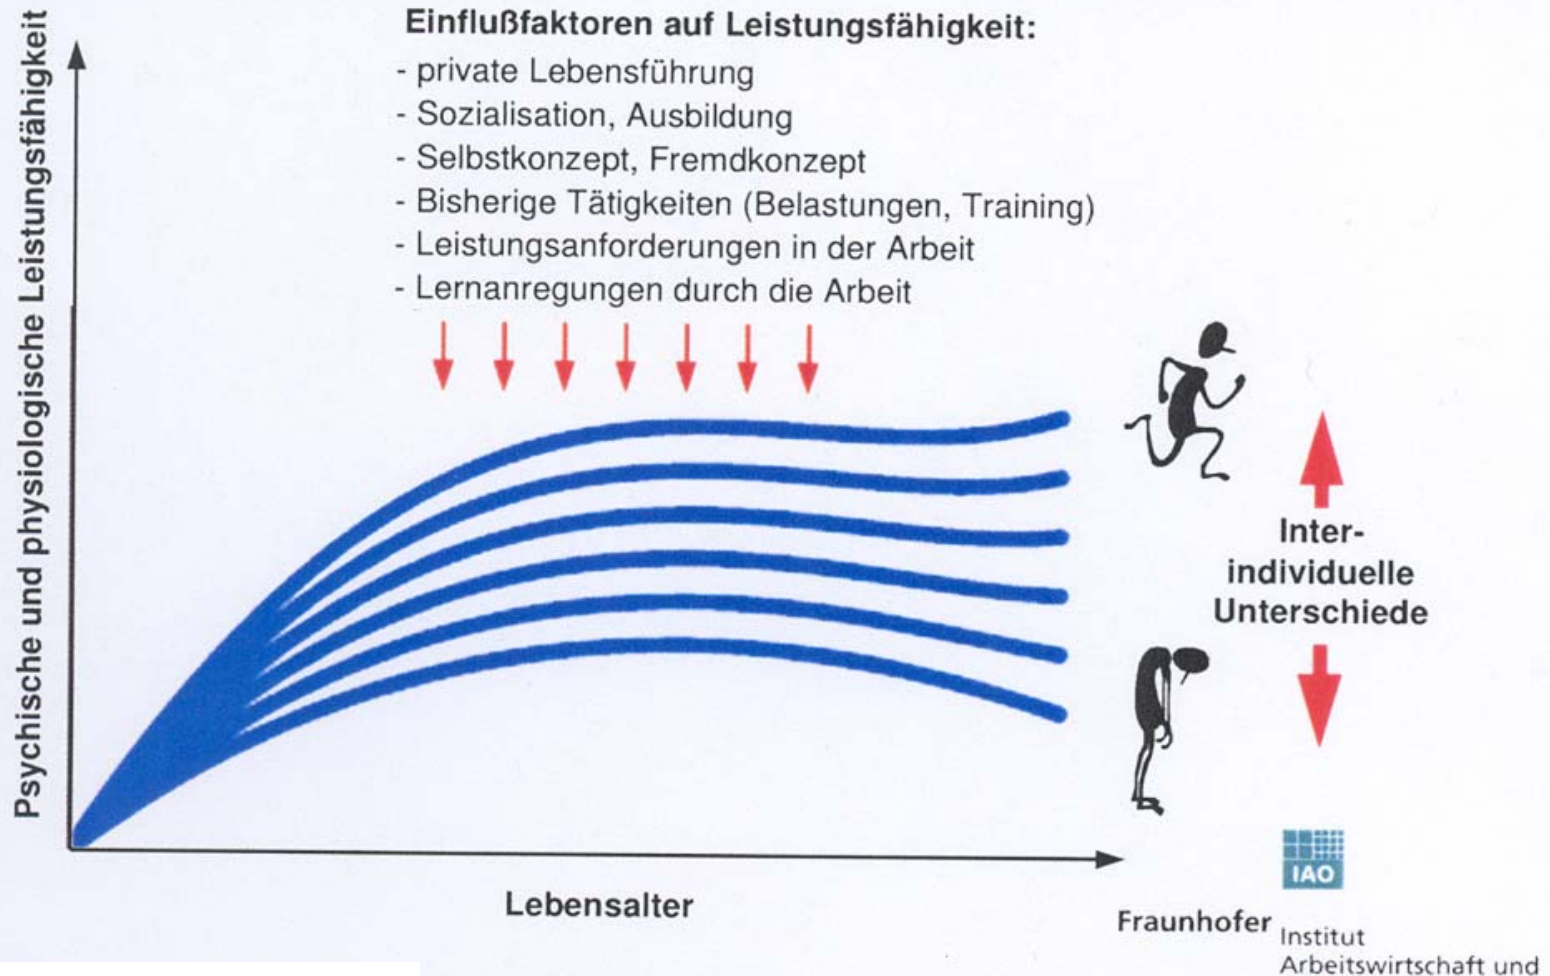 Einflußfaktoren auf Leistungsfähigkeit:
- private Lebensführung
- Sozialisation, Ausbildung
- Selbstkonzept, Fremdkonzept
- Bisherige Tätigkeiten (Belastungen, Training)
- Leistungsanforderungen in der Arbeit
- Lernanregungen durch die Arbeit
Psychische und physiologische Leistungsfähigkeit
Inter-
individuelle
Unterschiede
Lebensalter
IAO
Fraunhofer
Institut
Arbeitswirtschaft und